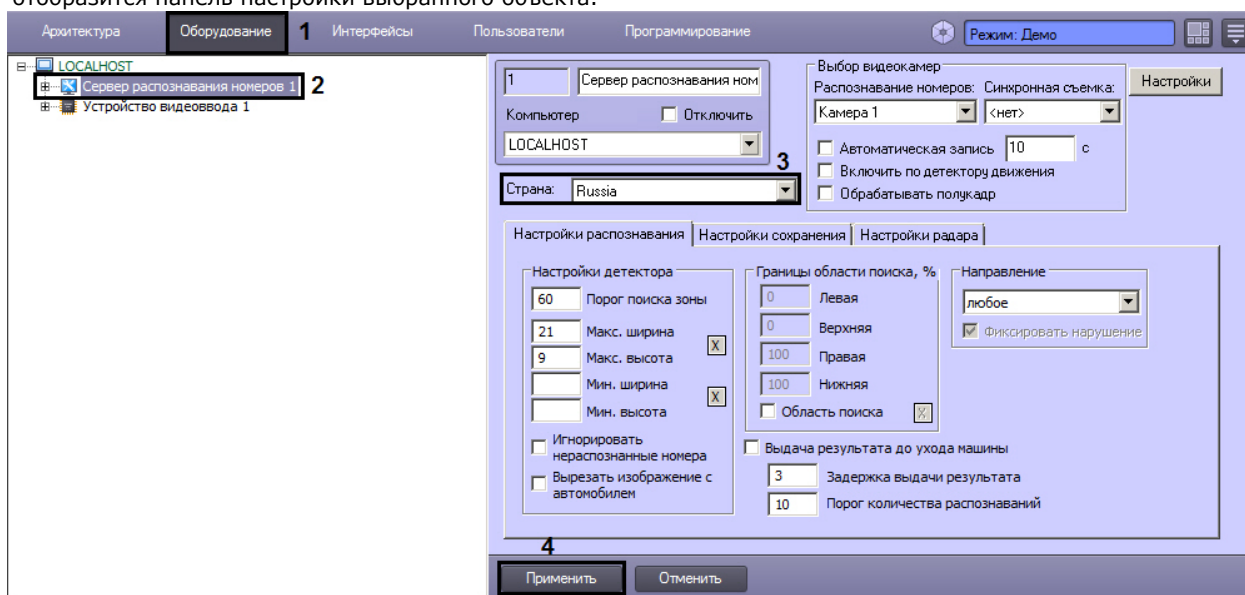 отобразится панель настройки выбранного объекта.
Архитектура Оборудование 1 Интерфейсы Пользователи Программирование Режим: Демо
LOCALHOST
Сервер распознавания номеров 1 2
Устройство видеоввода 1
1 Сервер распознавания ном
Компьютер Отключить
LOCALHOST
3
Страна: Russia
Выбор видеокамер
Распознавание номеров: Синхронная съемка:
Камера 1 <нет>
Автоматическая запись 10 с
Включить по детектору движения
Обрабатывать полукадр
Настройки
Настройки распознавания Настройки сохранения Настройки радара
Настройки детектора
60 Порог поиска зоны
21 Макс. ширина
9 Макс. высота
X
Мин. ширина
Мин. высота
X
Игнорировать
нераспознанные номера
Вырезать изображение с
автомобилем
Границы области поиска, %
0 Левая
0 Верхняя
100 Правая
100 Нижняя
Область поиска X
Направление
любое
Фиксировать нарушение
Выдача результата до ухода машины
3 Задержка выдачи результата
10 Порог количества распознаваний
4
Применить Отменить